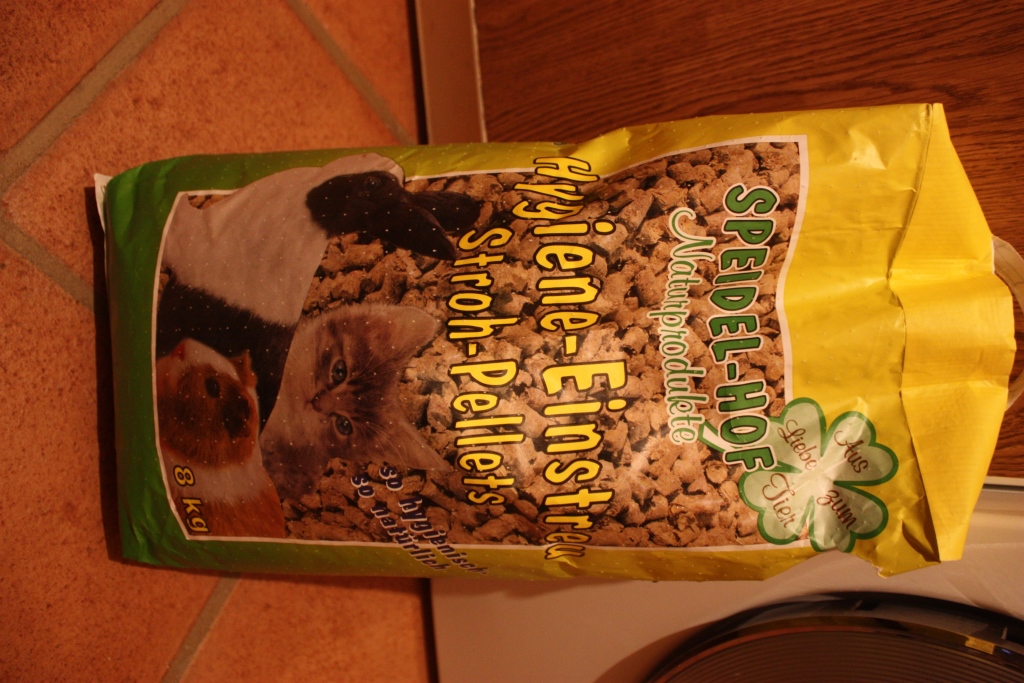 SPEIDEL-HOF
Naturprodukte
Aus
Liebe
zum
Tier
Hygiene-Einstreu
Stroh-Pellets
so hygienisch,
so natürlich
8 kg